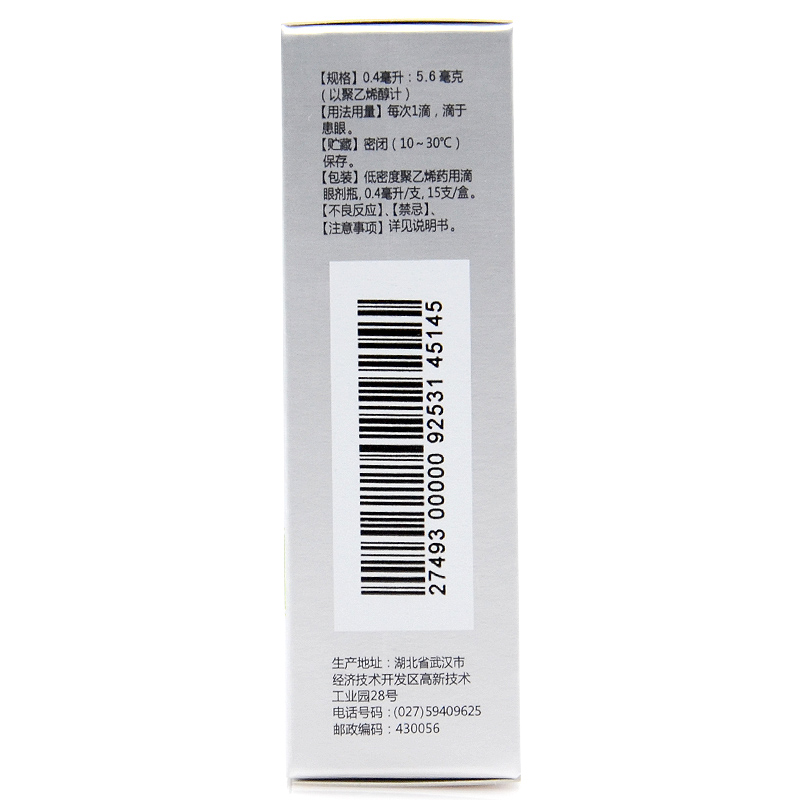 【规格】0.4毫升：5.6毫克
(以聚乙烯醇计)
【用法用量】每次1滴，滴于
患眼。
【贮藏】密闭(10～30℃)
保存。
【包装】低密度聚乙烯药用滴
眼剂瓶，0.4毫升/支，15支/盒。
【不良反应】、【禁忌】、
【注意事项】详见说明书。
27493 00000 92531 45145
生产地址：湖北省武汉市
经济技术开发区高新技术
工业园28号
电话号码：(027)59409625
邮政编码：430056